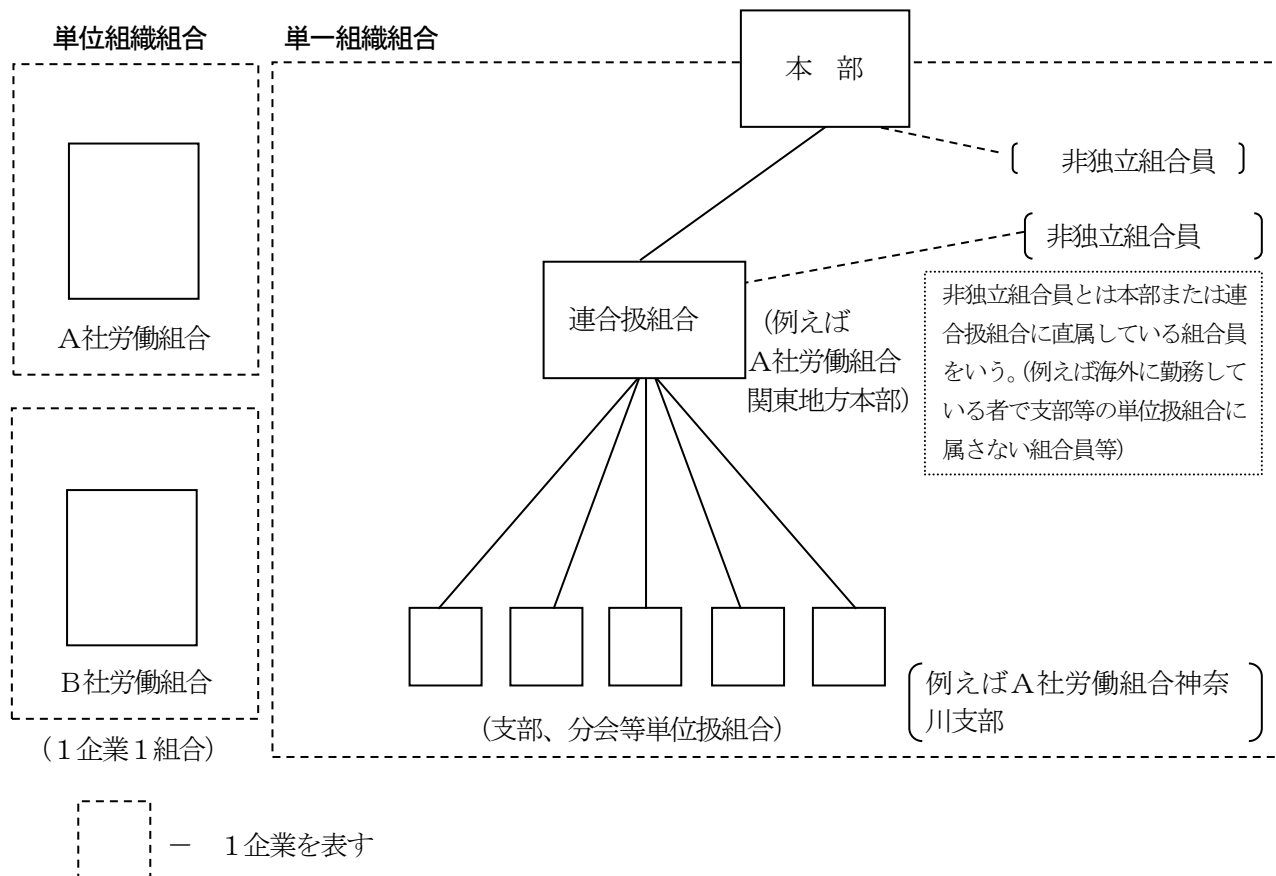 単位組織組合
単一組織組合
本　部
非独立組合員
非独立組合員
連合扱組合
(例えば
Ａ社労働組合
関東地方本部)
非独立組合員とは本部または連
合扱組合に直属している組合員
をいう。(例えば海外に勤務して
いる者で支部等の単位扱組合に
属さない組合員等)
Ａ社労働組合
Ｂ社労働組合
(１企業１組合)
(支部、分会等単位扱組合)
例えばＡ社労働組合神奈
川支部
－　１企業を表す